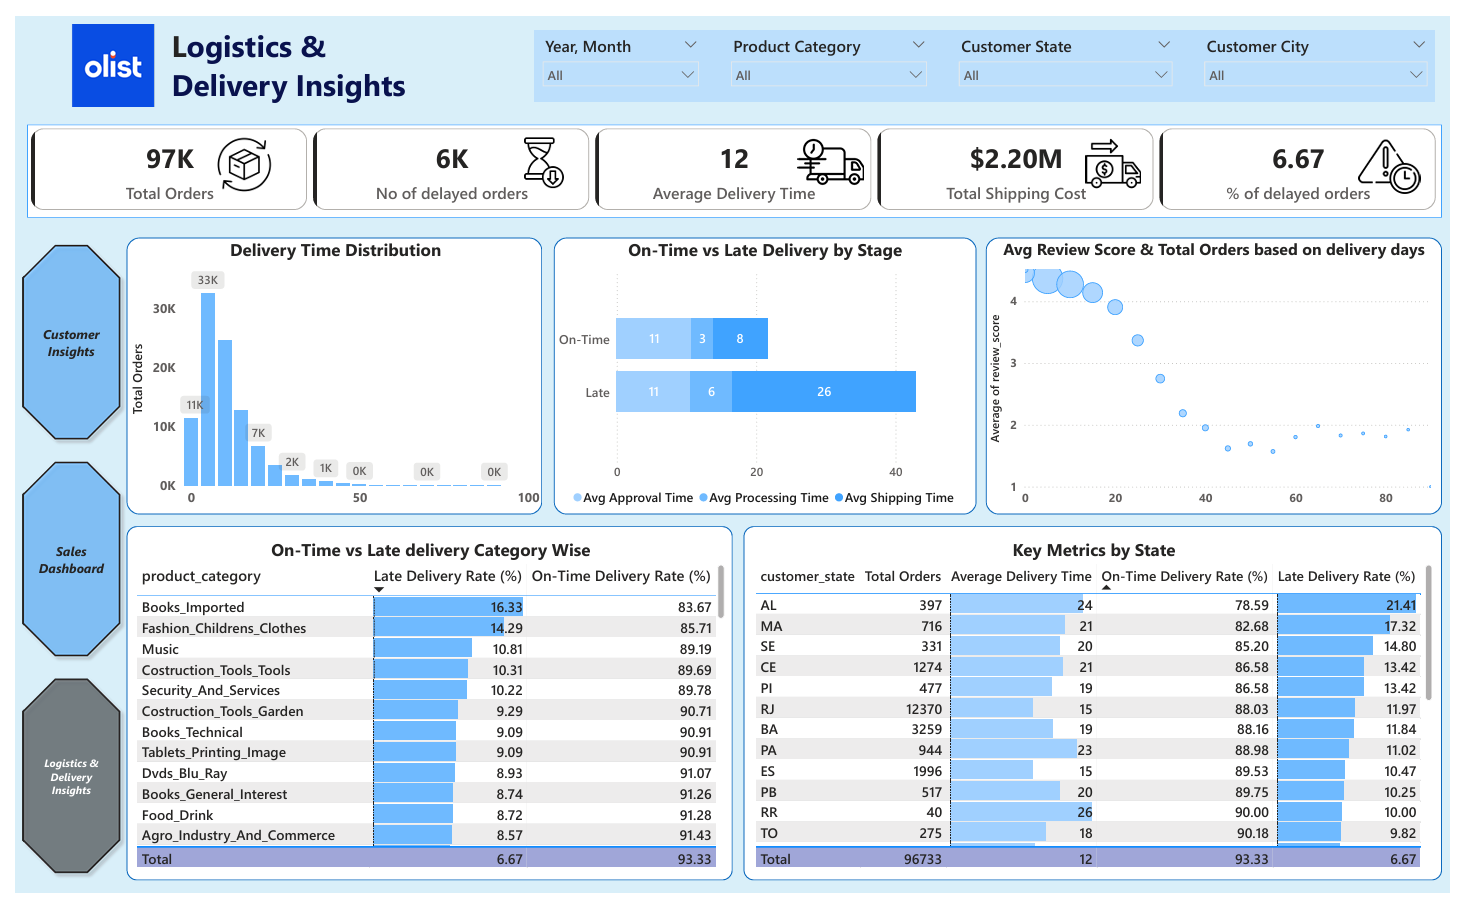 olist
Logistics &
Delivery Insights
Year, Month
All
Product Category
All
Customer State
All
Customer City
All
97K
Total Orders
6K
No of delayed orders
12
Average Delivery Time
$2.20M
Total Shipping Cost
6.67
% of delayed orders
Customer
Insights
Sales
Dashboard
Logistics &
Delivery
Insights
Delivery Time Distribution
Total Orders
30K
20K
10K
0K
11K
33K
7K
2K
1K
0K
0K
0K
0
50
100
On-Time vs Late Delivery by Stage
On-Time
11
3
8
Late
11
6
26
0
20
40
Avg Approval Time
Avg Processing Time
Avg Shipping Time
Avg Review Score & Total Orders based on delivery days
Average of review_score
4
3
2
1
0
20
40
60
80
On-Time vs Late delivery Category Wise
product_category Late Delivery Rate (%) On-Time Delivery Rate (%)
Books_Imported 16.33 83.67
Fashion_Childrens_Clothes 14.29 85.71
Music 10.81 89.19
Costruction_Tools_Tools 10.31 89.69
Security_And_Services 10.22 89.78
Costruction_Tools_Garden 9.29 90.71
Books_Technical 9.09 90.91
Tablets_Printing_Image 9.09 90.91
Dvds_Blu_Ray 8.93 91.07
Books_General_Interest 8.74 91.26
Food_Drink 8.72 91.28
Agro_Industry_And_Commerce 8.57 91.43
Total 6.67 93.33
Key Metrics by State
customer_state Total Orders Average Delivery Time On-Time Delivery Rate (%) Late Delivery Rate (%)
AL 397 24 78.59 21.41
MA 716 21 82.68 17.32
SE 331 20 85.20 14.80
CE 1274 21 86.58 13.42
PI 477 19 86.58 13.42
RJ 12370 15 88.03 11.97
BA 3259 19 88.16 11.84
PA 944 23 88.98 11.02
ES 1996 15 89.53 10.47
PB 517 20 89.75 10.25
RR 40 26 90.00 10.00
TO 275 18 90.18 9.82
Total 96733 12 93.33 6.67